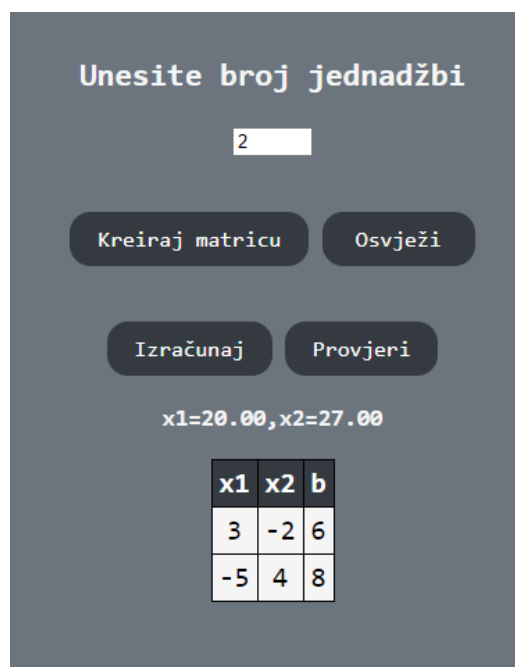 Unesite broj jednadžbi
2
Kreiraj matricu Osvježi
Izračunaj Provjeri
x1=20.00,x2=27.00
x1 x2 b
3 -2 6
-5 4 8